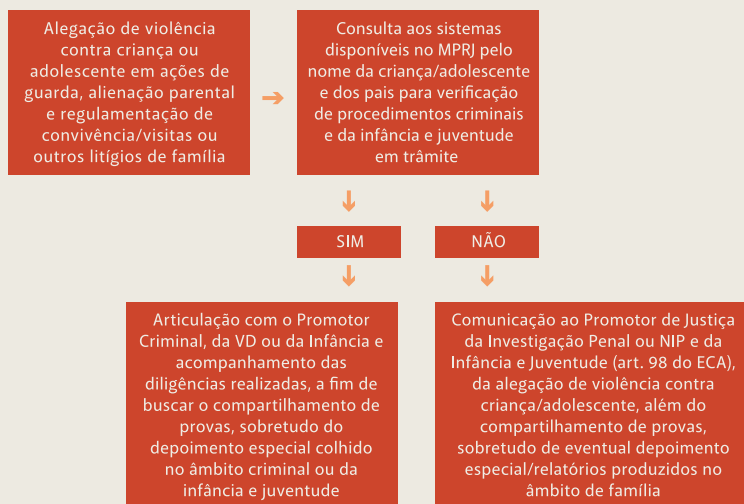 Alegação de violência
contra criança ou
adolescente em ações de
guarda, alienação parental
e regulamentação de
convivência/visitas ou
outros litígios de família
Consulta aos sistemas
disponíveis no MPRJ pelo
nome da criança/adolescente
e dos pais para verificação
de procedimentos criminais
e da infância e juventude
em trâmite
SIM
NÃO
Articulação com o Promotor
Criminal, da VD ou da Infância e
acompanhamento das
diligências realizadas, a fim de
buscar o compartilhamento de
provas, sobretudo do
depoimento especial colhido
no âmbito criminal ou da
infância e juventude
Comunicação ao Promotor de Justiça
da Investigação Penal ou NIP e da
Infância e Juventude (art. 98 do ECA),
da alegação de violência contra
criança/adolescente, além do
compartilhamento de provas,
sobretudo de eventual depoimento
especial/relatórios produzidos no
âmbito de família